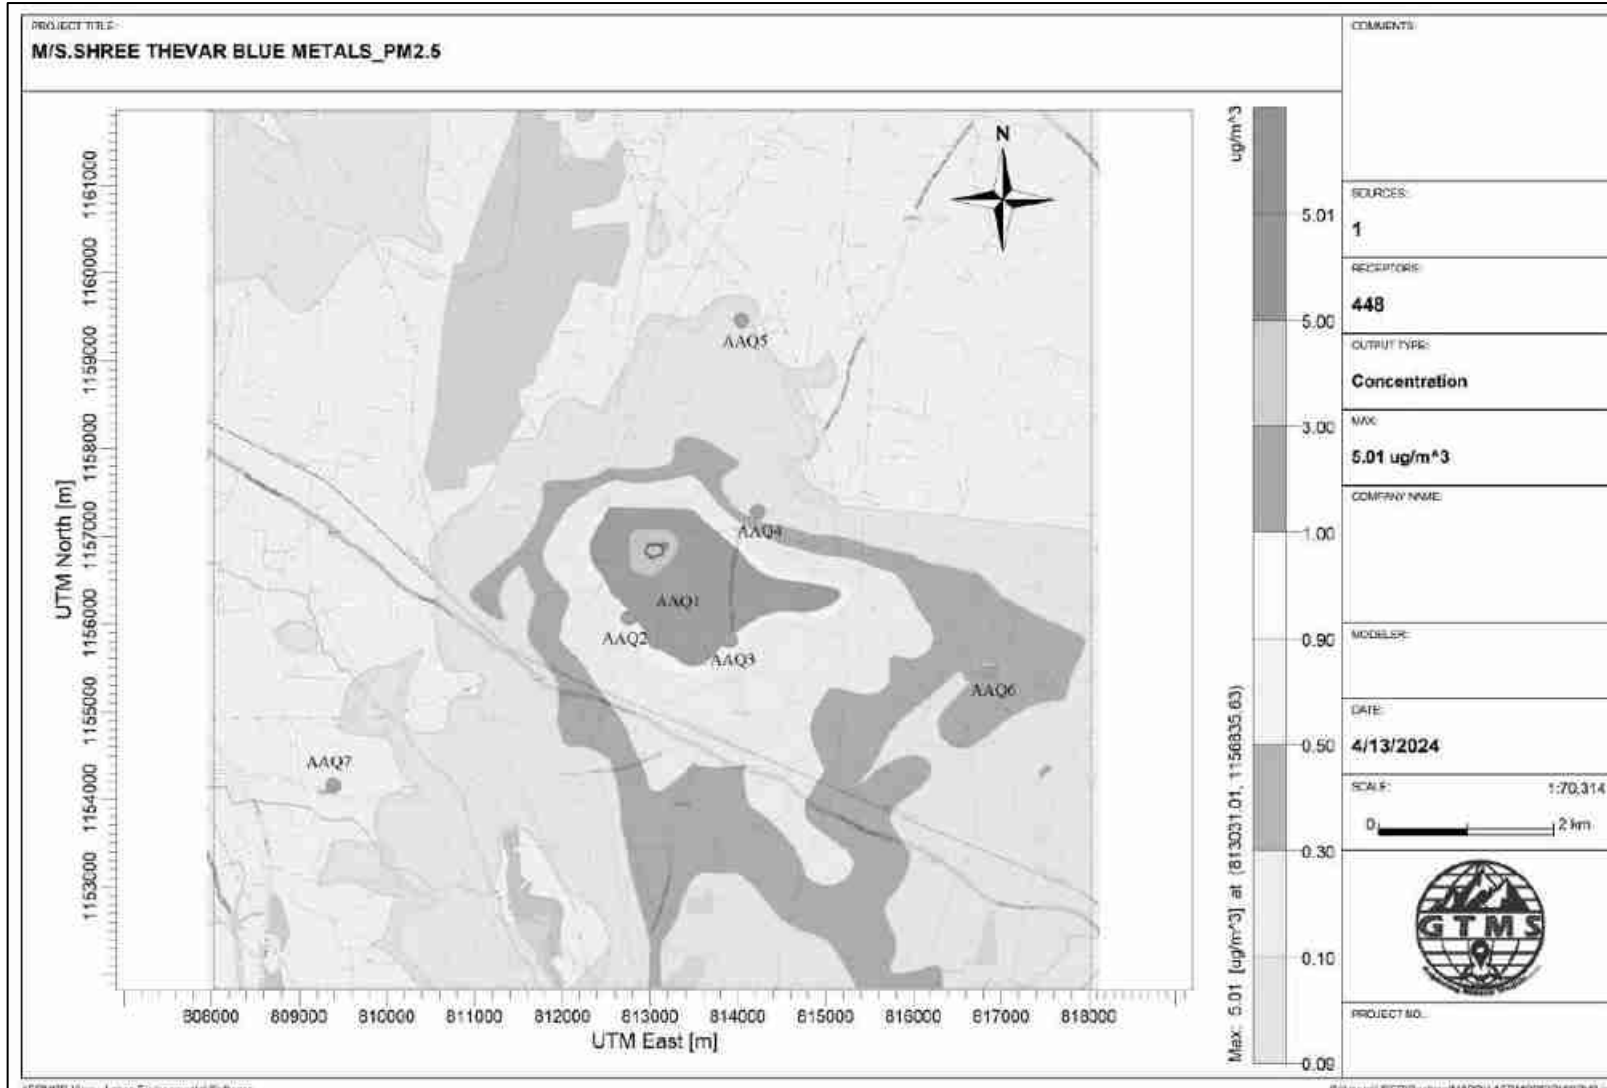 PROJECT TITLE:
M/S.SHREE THEVAR BLUE METALS_PM2.5
COMMENTS:
SOURCES:
1
RECEPTORS:
448
OUTPUT TYPE:
Concentration
MAX:
5.01 ug/m^3
COMPANY NAME:
MODELER:
DATE:
4/13/2024
SCALE:
1:70,314
0
2 km
GTMS
PROJECT NO.:
N
AAQ5
AAQ4
AAQ1
AAQ2
AAQ3
AAQ6
AAQ7
UTM North [m]
1161000
1160000
1159000
1158000
1157000
1156000
1155000
1154000
1153000
808000
809000
810000
811000
812000
813000
814000
815000
816000
817000
818000
UTM East [m]
ug/m^3
5.01
5.00
3.00
1.00
0.90
0.50
0.30
0.10
0.09
Max: 5.01 [ug/m^3] at (813031.01, 1156835.63)